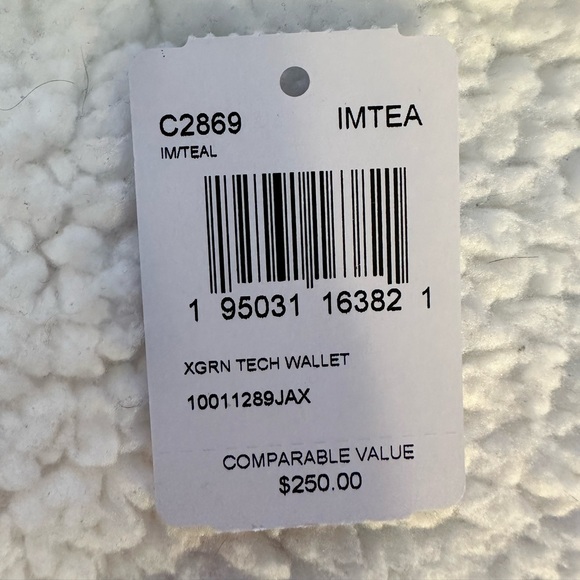 C2869 IMTEA
IM/TEAL
1 95031 16382 1
XGRN TECH WALLET
10011289JAX
COMPARABLE VALUE
$250.00